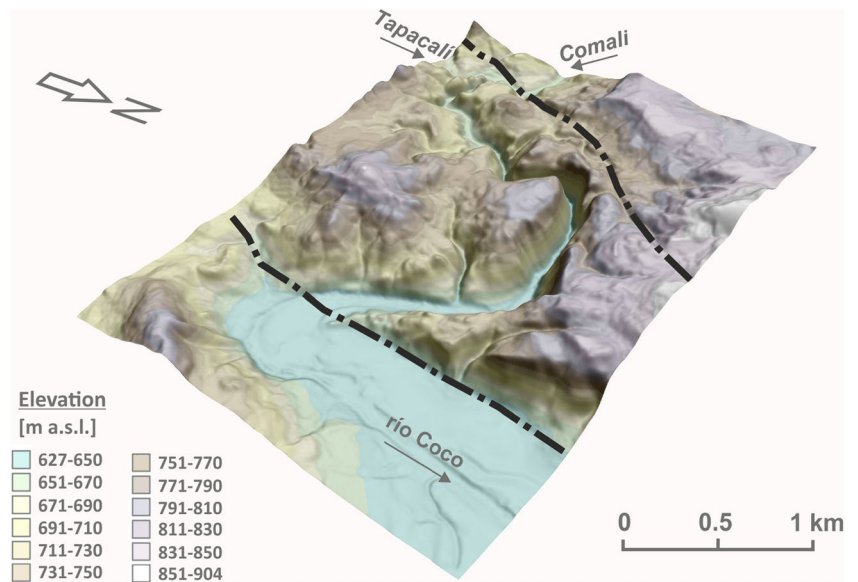 Tapacalí
Comali
N
río Coco
Elevation
[m a.s.l.]
627-650
651-670
671-690
691-710
711-730
731-750
751-770
771-790
791-810
811-830
831-850
851-904
0 0.5 1 km